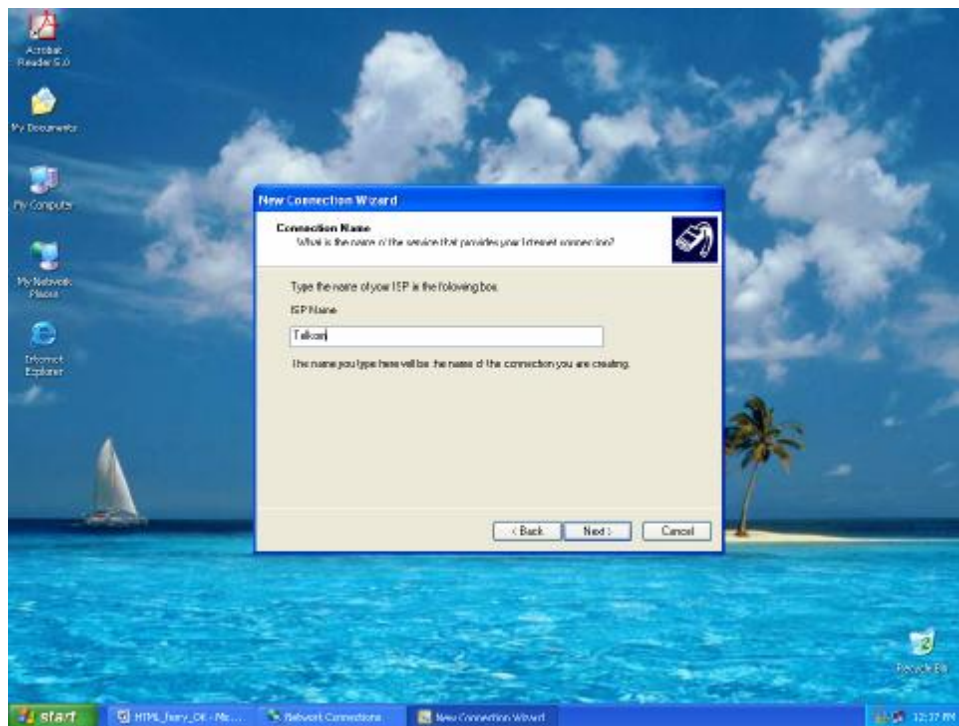 Acrobat
Reader 5.0
My Documents
My Computer
My Network
Places
Internet
Explorer
New Connection Wizard
Connection Name
What is the name of the service that provides your Internet connection?
Type the name of your ISP in the following box.
ISP Name
Telkom
The name you type here will be the name of the connection you are creating.
< Back
Next >
Cancel
Recycle Bin
start
Network Connections
New Connection Wizard
12:37 PM